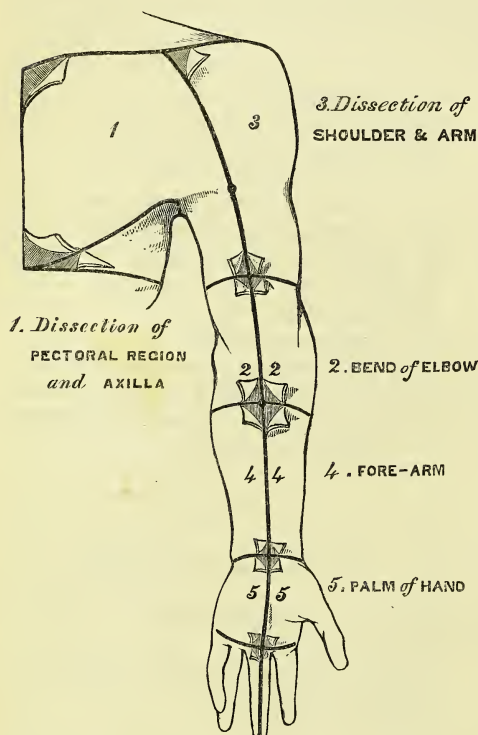 1
3
3. Dissection of
SHOULDER & ARM
1. Dissection of
PECTORAL REGION
and AXILLA
2 2
2. BEND of ELBOW
4 4
4. FORE-ARM
5 5
5. PALM of HAND